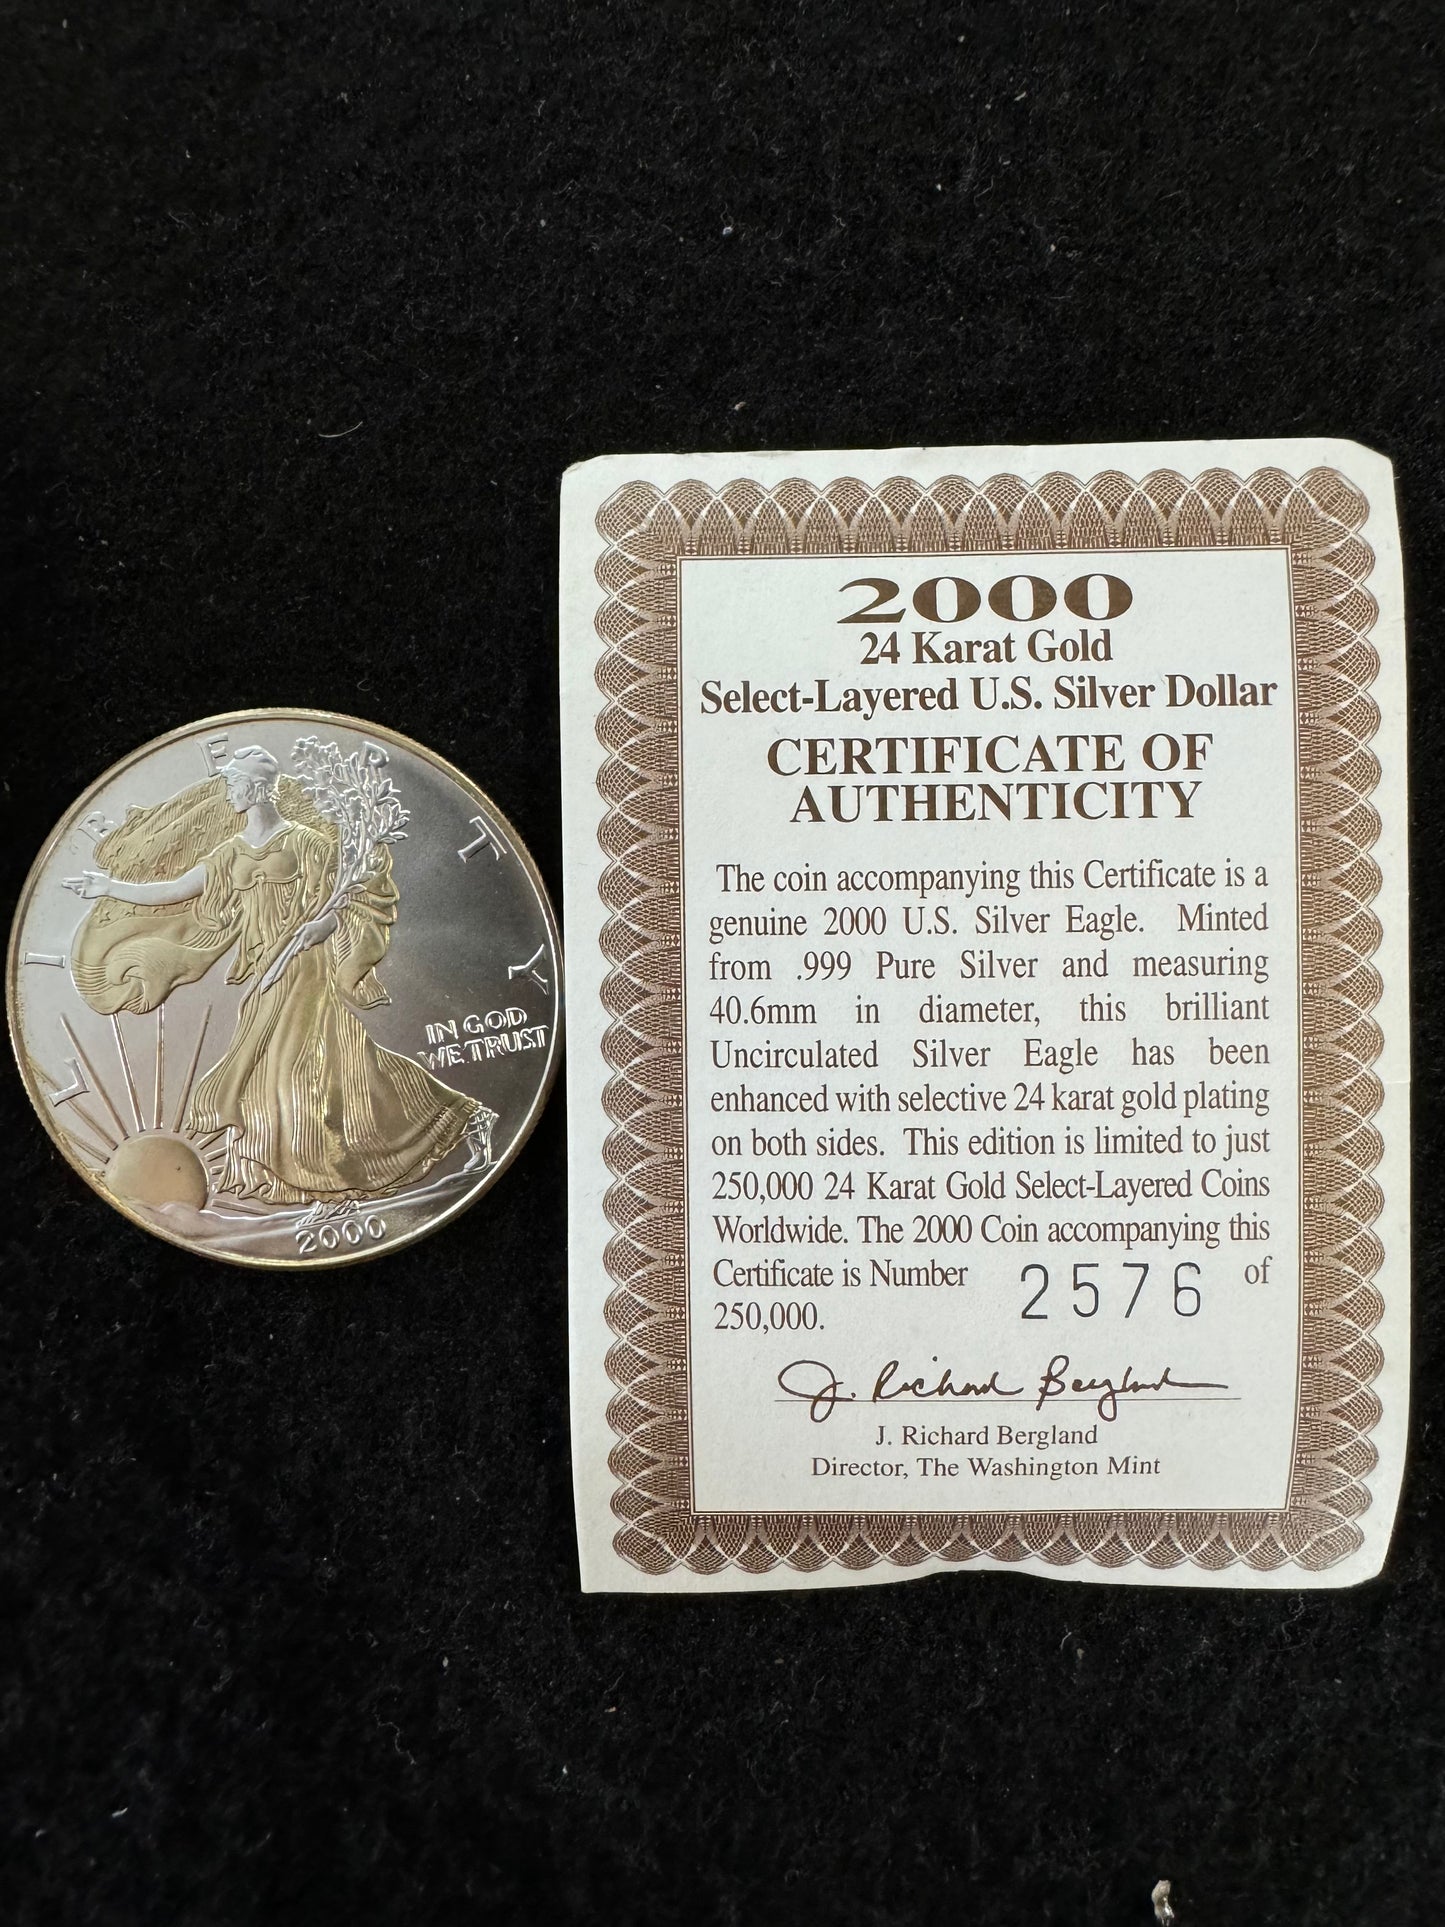 LIBERTY
IN GOD
WE TRUST
2000
2000
24 Karat Gold
Select-Layered U.S. Silver Dollar
CERTIFICATE OF
AUTHENTICITY
The coin accompanying this Certificate is a
genuine 2000 U.S. Silver Eagle. Minted
from .999 Pure Silver and measuring
40.6mm in diameter, this brilliant
Uncirculated Silver Eagle has been
enhanced with selective 24 karat gold plating
on both sides. This edition is limited to just
250,000 24 Karat Gold Select-Layered Coins
Worldwide. The 2000 Coin accompanying this
Certificate is Number 2576 of
250,000.
J. Richard Bergland
J. Richard Bergland
Director, The Washington Mint